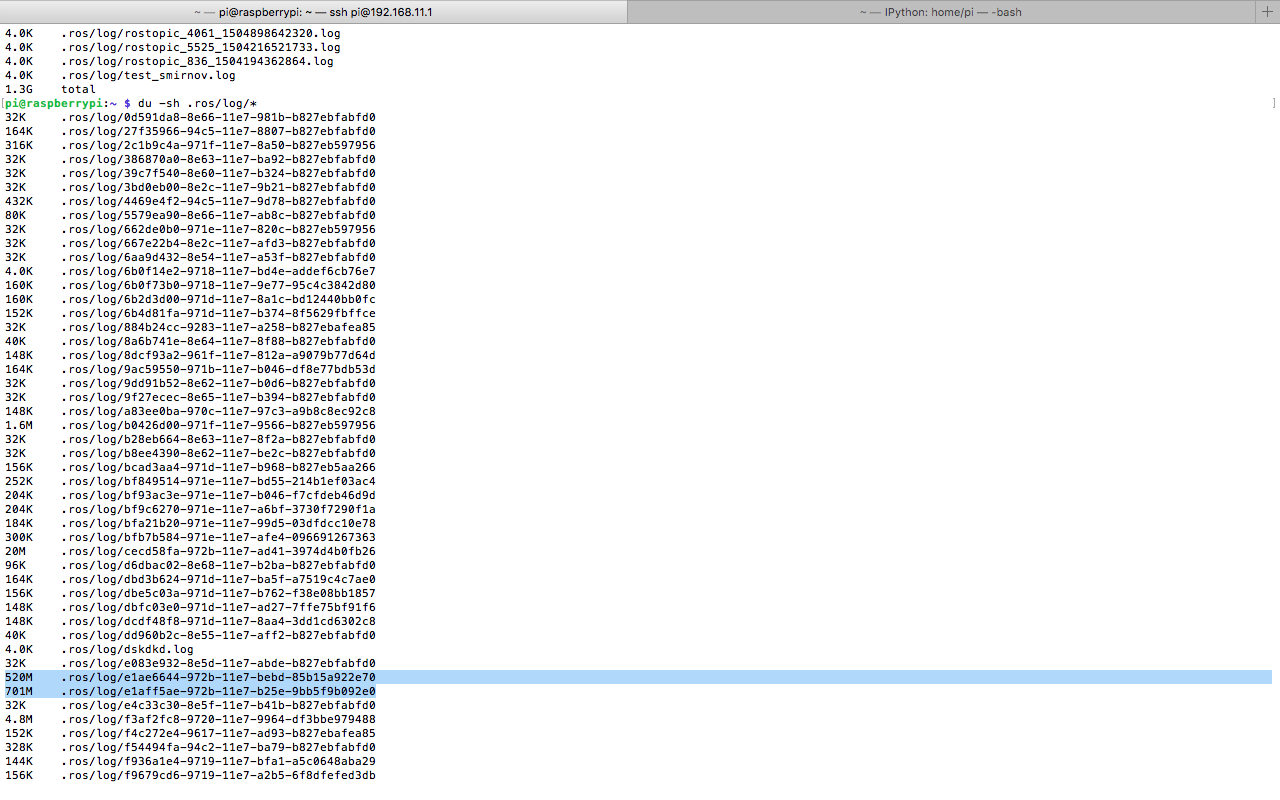 ~ — pi@raspberrypi: ~ — ssh pi@192.168.11.1
~ — IPython: home/pi — -bash
4.0K .ros/log/rostopic_4061_1504898642320.log
4.0K .ros/log/rostopic_5525_1504216521733.log
4.0K .ros/log/rostopic_836_1504194362864.log
4.0K .ros/log/test_smirnov.log
1.3G total
[pi@raspberrypi:~ $ du -sh .ros/log/* ]
32K .ros/log/0d591da8-8e66-11e7-981b-b827ebfabfd0
164K .ros/log/27f35966-94c5-11e7-8807-b827ebfabfd0
316K .ros/log/2c1b9c4a-971f-11e7-8a50-b827eb597956
32K .ros/log/386870a0-8e63-11e7-ba92-b827ebfabfd0
32K .ros/log/39c7f540-8e60-11e7-b324-b827ebfabfd0
32K .ros/log/3bd0eb00-8e2c-11e7-9b21-b827ebfabfd0
432K .ros/log/4469e4f2-94c5-11e7-9d78-b827ebfabfd0
80K .ros/log/5579ea90-8e66-11e7-ab8c-b827ebfabfd0
32K .ros/log/662de0b0-971e-11e7-820c-b827eb597956
32K .ros/log/667e22b4-8e2c-11e7-afd3-b827ebfabfd0
32K .ros/log/6aa9d432-8e54-11e7-a53f-b827ebfabfd0
4.0K .ros/log/6b0f14e2-9718-11e7-bd4e-addef6cb76e7
160K .ros/log/6b0f73b0-9718-11e7-9e77-95c4c3842d80
160K .ros/log/6b2d3d00-971d-11e7-8a1c-bd12440bb0fc
152K .ros/log/6b4d81fa-971d-11e7-b374-8f5629fbffce
32K .ros/log/884b24cc-9283-11e7-a258-b827ebafea85
40K .ros/log/8a6b741e-8e64-11e7-8f88-b827ebfabfd0
148K .ros/log/8dcf93a2-961f-11e7-812a-a9079b77d64d
164K .ros/log/9ac59550-971b-11e7-b046-df8e77bdb53d
32K .ros/log/9dd91b52-8e62-11e7-b0d6-b827ebfabfd0
32K .ros/log/9f27ecec-8e65-11e7-b394-b827ebfabfd0
148K .ros/log/a83ee0ba-970c-11e7-97c3-a9b8c8ec92c8
1.6M .ros/log/b0426d00-971f-11e7-9566-b827eb597956
32K .ros/log/b28eb664-8e63-11e7-8f2a-b827ebfabfd0
32K .ros/log/b8ee4390-8e62-11e7-be2c-b827ebfabfd0
156K .ros/log/bcad3aa4-971d-11e7-b968-b827eb5aa266
252K .ros/log/bf849514-971e-11e7-bd55-214b1ef03ac4
204K .ros/log/bf93ac3e-971e-11e7-b046-f7cfdeb46d9d
204K .ros/log/bf9c6270-971e-11e7-a6bf-3730f7290f1a
184K .ros/log/bfa21b20-971e-11e7-99d5-03dfdcc10e78
300K .ros/log/bfb7b584-971e-11e7-afe4-096691267363
20M .ros/log/cecd58fa-972b-11e7-ad41-3974d4b0fb26
96K .ros/log/d6dbac02-8e68-11e7-b2ba-b827ebfabfd0
164K .ros/log/dbd3b624-971d-11e7-ba5f-a7519c4c7ae0
156K .ros/log/dbe5c03a-971d-11e7-b762-f38e08bb1857
148K .ros/log/dbfc03e0-971d-11e7-ad27-7ffe75bf91f6
148K .ros/log/dcdf48f8-971d-11e7-8aa4-3dd1cd6302c8
40K .ros/log/dd960b2c-8e55-11e7-aff2-b827ebfabfd0
4.0K .ros/log/dskdkd.log
32K .ros/log/e083e932-8e5d-11e7-abde-b827ebfabfd0
520M .ros/log/e1ae6644-972b-11e7-bebd-85b15a922e70
701M .ros/log/e1aff5ae-972b-11e7-b25e-9bb5f9b092e0
32K .ros/log/e4c33c30-8e5f-11e7-b41b-b827ebfabfd0
4.8M .ros/log/f3af2fc8-9720-11e7-9964-df3bbe979488
152K .ros/log/f4c272e4-9617-11e7-ad93-b827ebafea85
328K .ros/log/f54494fa-94c2-11e7-ba79-b827ebfabfd0
144K .ros/log/f936a1e4-9719-11e7-bfa1-a5c0648aba29
156K .ros/log/f9679cd6-9719-11e7-a2b5-6f8dfefed3db